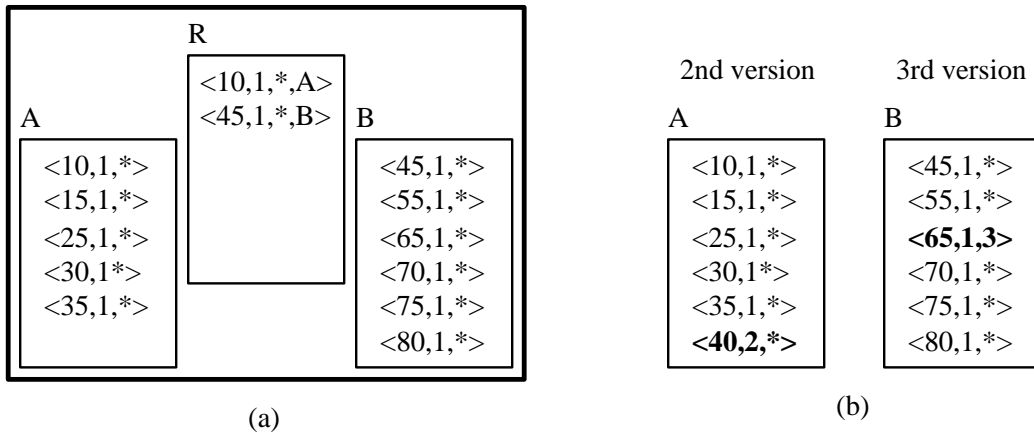 R
<10,1,*,A>
<45,1,*,B>
A
<10,1,*>
<15,1,*>
<25,1,*>
<30,1*>
<35,1,*>
B
<45,1,*>
<55,1,*>
<65,1,*>
<70,1,*>
<75,1,*>
<80,1,*>
(a)
2nd version
A
<10,1,*>
<15,1,*>
<25,1,*>
<30,1*>
<35,1,*>
<40,2,*>
3rd version
B
<45,1,*>
<55,1,*>
<65,1,3>
<70,1,*>
<75,1,*>
<80,1,*>
(b)